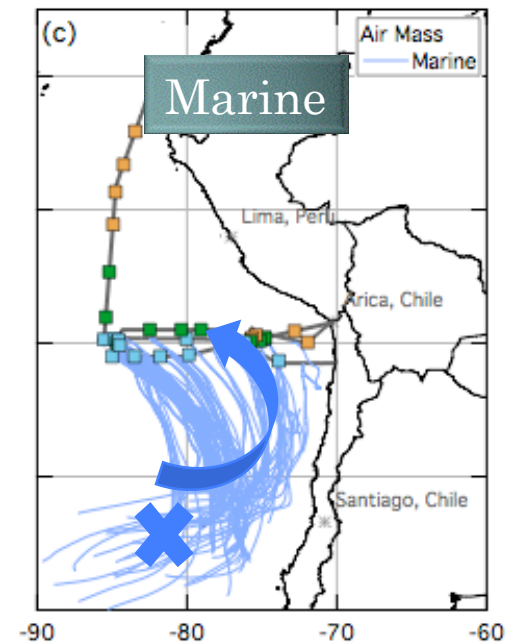 (c)
Air Mass
Marine
Marine
Lima, Peru
Arica, Chile
Santiago, Chile
-90
-80
-70
-60